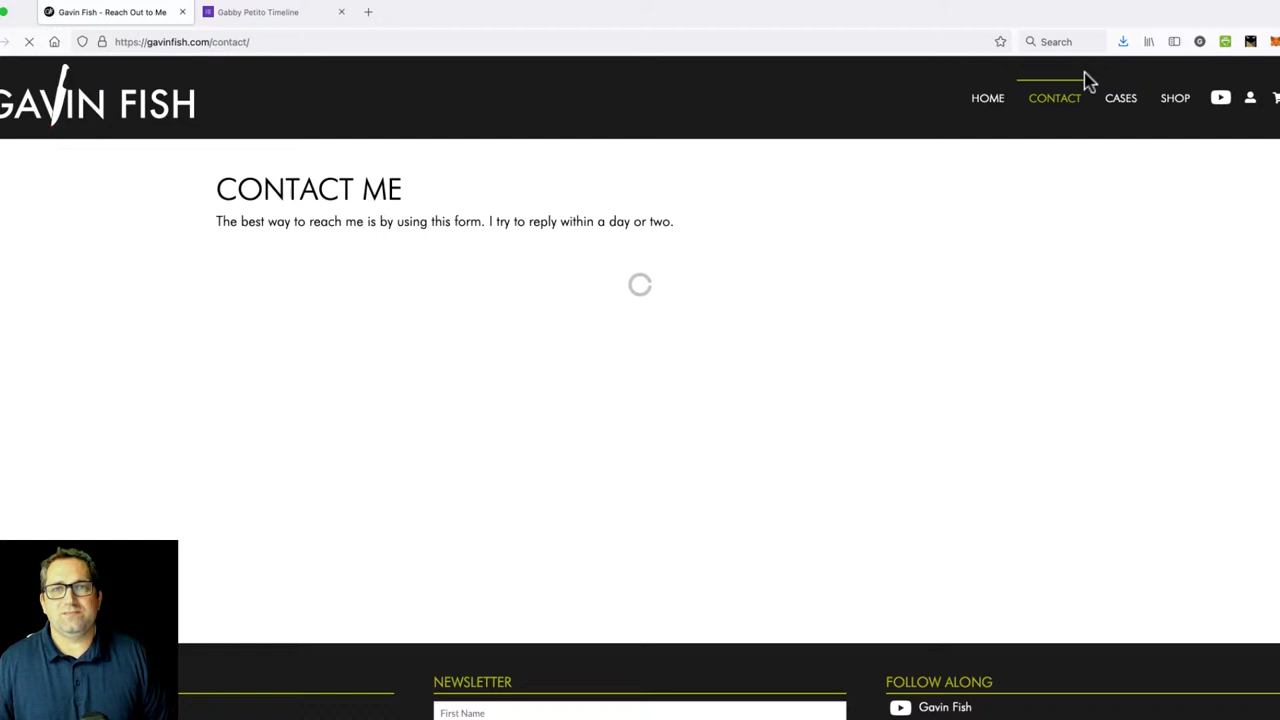 Gavin Fish - Reach Out to Me
Gabby Petito Timeline
https://gavinfish.com/contact/
Search
GAVIN FISH
HOME
CONTACT
CASES
SHOP
CONTACT ME
The best way to reach me is by using this form. I try to reply within a day or two.
NEWSLETTER
First Name
FOLLOW ALONG
Gavin Fish